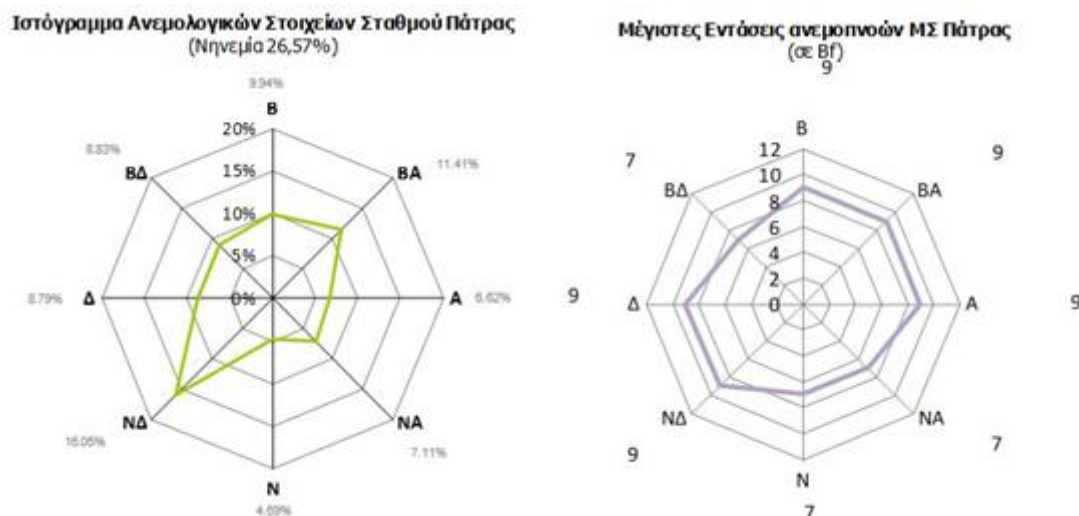 Ιστόγραμμα Ανεμολογικών Στοιχείων Σταθμού Πάτρας
(Νηνεμία 26,57%)
9.94%
Β
20%
8.83%
ΒΔ
ΒΑ
11.41%
15%
10%
5%
0%
8.79%
Δ
Α
6.62%
ΝΔ
ΝΑ
16.05%
7.11%
Ν
4.69%
Μέγιστες Εντάσεις ανεμοπνοών ΜΣ Πάτρας
(σε Bf)
9
Β
12
7
9
ΒΔ
ΒΑ
10
8
6
4
2
0
9
Δ
Α
9
ΝΔ
ΝΑ
9
7
Ν
7